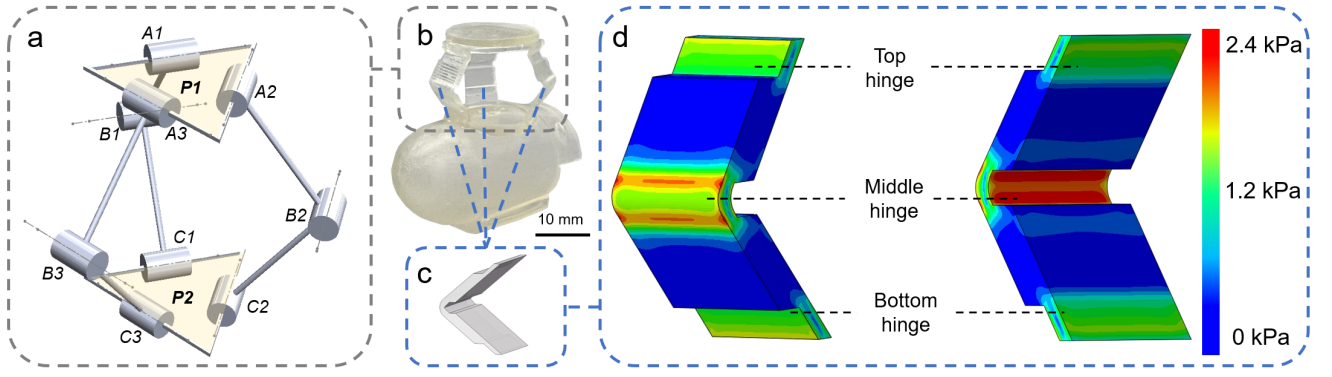 a
A1
P1
A2
B1
A3
B2
C1
B3
P2
C2
C3
b
10 mm
c
d
Top
hinge
Middle
hinge
Bottom
hinge
2.4 kPa
1.2 kPa
0 kPa